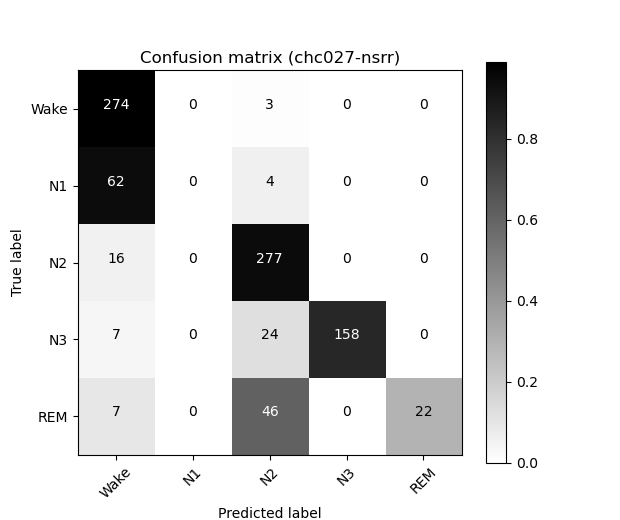 Confusion matrix (chc027-nsrr)
True label
Wake 274 0 3 0 0
N1 62 0 4 0 0
N2 16 0 277 0 0
N3 7 0 24 158 0
REM 7 0 46 0 22
Wake N1 N2 N3 REM
Predicted label
0.8
0.6
0.4
0.2
0.0